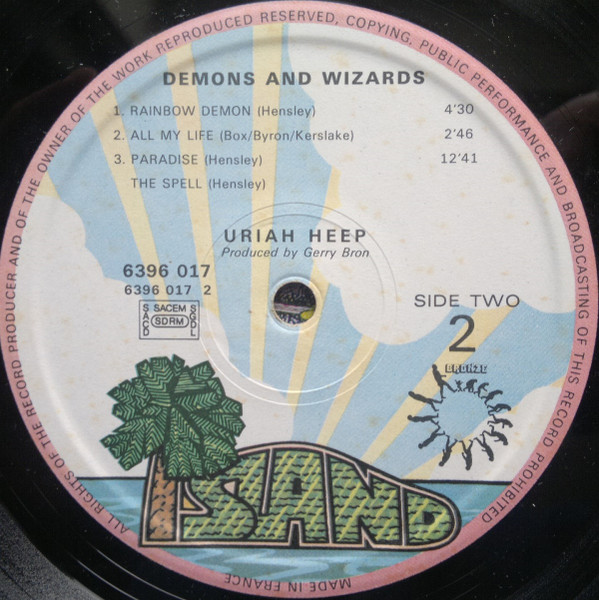 ALL RIGHTS OF THE RECORD PRODUCER AND OF THE OWNER OF THE WORK REPRODUCED RESERVED, COPYING, PUBLIC PERFORMANCE AND BROADCASTING OF THIS RECORD PROHIBITED
DEMONS AND WIZARDS
1. RAINBOW DEMON (Hensley) 4'30
2. ALL MY LIFE (Box/Byron/Kerslake) 2'46
3. PARADISE (Hensley) 12'41
THE SPELL (Hensley)
URIAH HEEP
Produced by Gerry Bron
6396 017
6396 017 2
SACD SACEM SDRM SGDL
SIDE TWO
2
BRONZE
ISLAND
MADE IN FRANCE